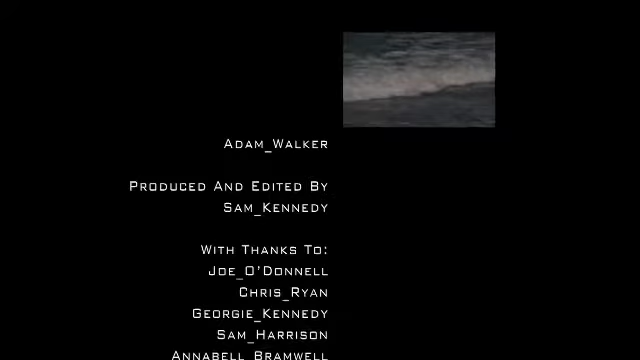 Adam_Walker
Produced And Edited By
Sam_Kennedy
With Thanks To:
Joe_O'Donnell
Chris_Ryan
Georgie_Kennedy
Sam_Harrison
Annabell_Bramwell